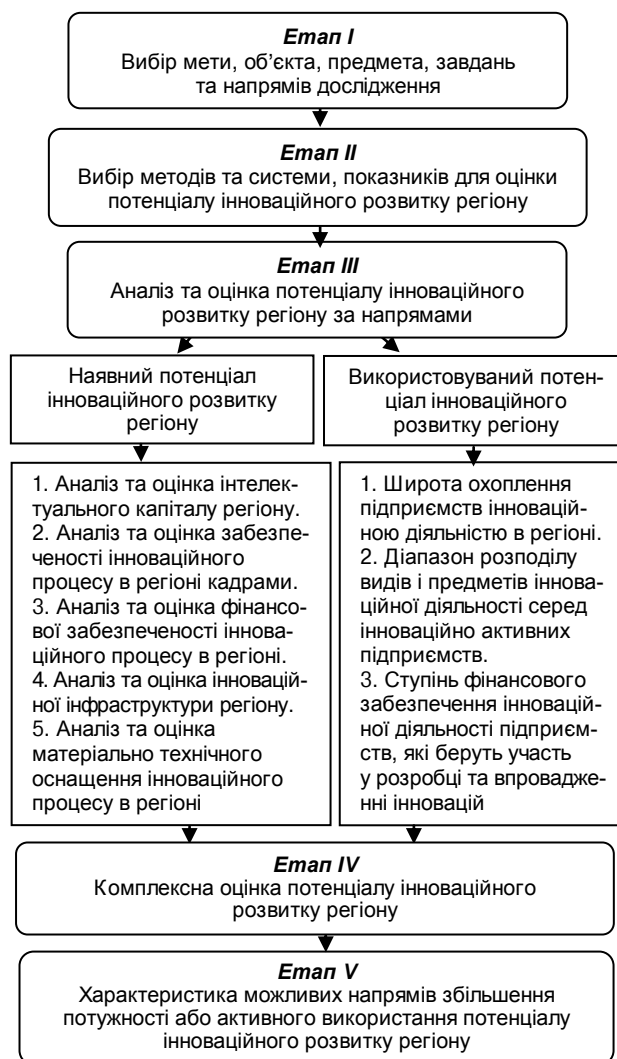 Етап I
Вибір мети, об’єкта, предмета, завдань
та напрямів дослідження
Етап II
Вибір методів та системи, показників для оцінки
потенціалу інноваційного розвитку регіону
Етап III
Аналіз та оцінка потенціалу інноваційного
розвитку регіону за напрямами
Наявний потенціал
інноваційного розвитку
регіону
Використовуваний потен-
ціал інноваційного
розвитку регіону
1. Аналіз та оцінка інтелек-
туального капіталу регіону.
2. Аналіз та оцінка забезпе-
ченості інноваційного
процесу в регіоні кадрами.
3. Аналіз та оцінка фінансо-
вої забезпеченості іннова-
ційного процесу в регіоні.
4. Аналіз та оцінка інновацій-
ної інфраструктури регіону.
5. Аналіз та оцінка
матеріально технічного
оснащення інноваційного
процесу в регіоні
1. Широта охоплення
підприємств інновацій-
ною діяльністю в регіоні.
2. Діапазон розподілу
видів і предметів іннова-
ційної діяльності серед
інноваційно активних
підприємств.
3. Ступінь фінансового
забезпечення інновацій-
ної діяльності підприєм-
ств, які беруть участь
у розробці та впровадже-
нні інновацій
Етап IV
Комплексна оцінка потенціалу інноваційного
розвитку регіону
Етап V
Характеристика можливих напрямів збільшення
потужності або активного використання потенціалу
інноваційного розвитку регіону